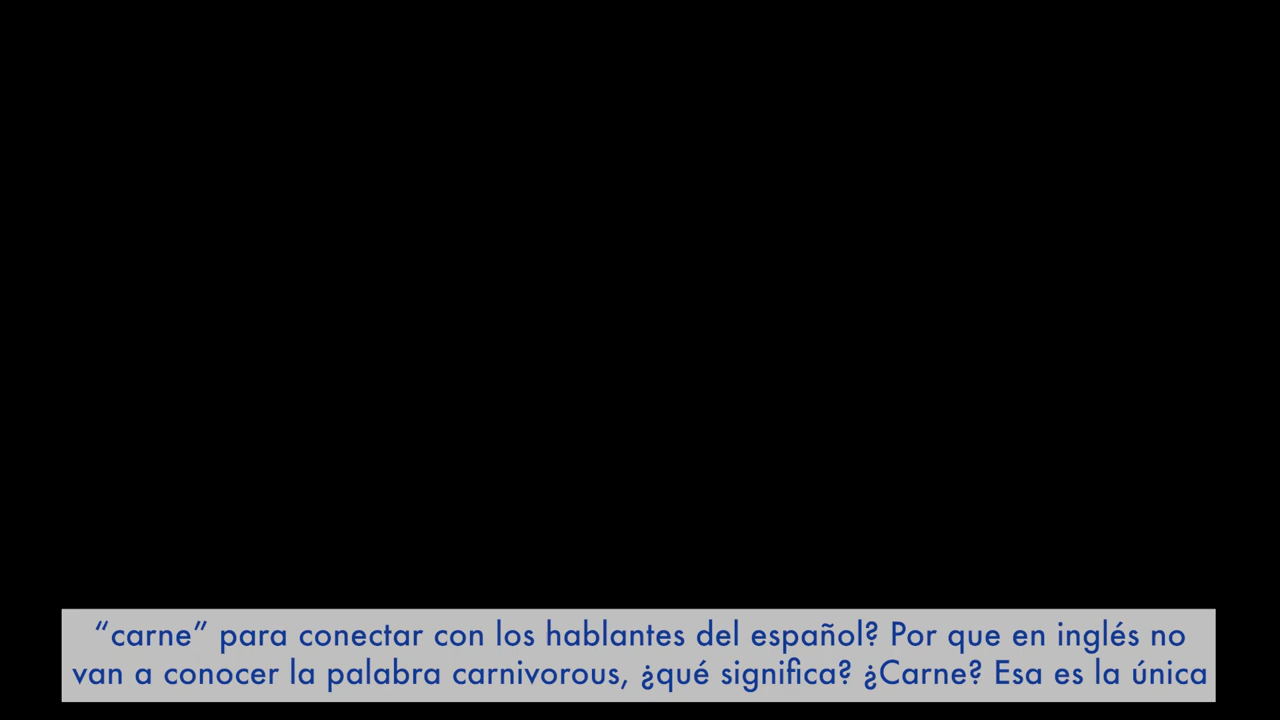 “carne” para conectar con los hablantes del español? Por que en inglés no
van a conocer la palabra carnivorous, ¿qué significa? ¿Carne? Esa es la única